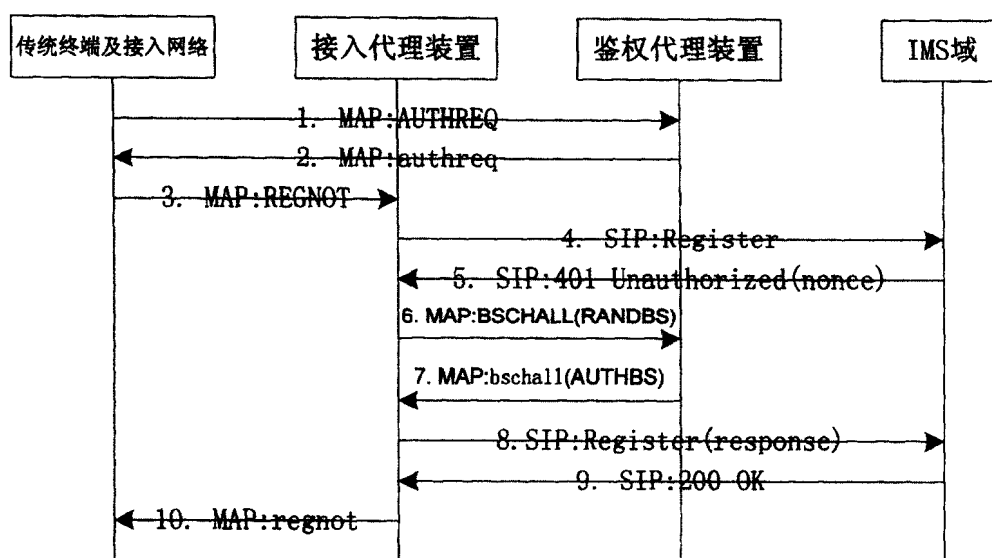 传统终端及接入网络
接入代理装置
鉴权代理装置
IMS域
1. MAP:AUTHREQ
2. MAP:authreq
3. MAP:REGNOT
4. SIP:Register
5. SIP:401 Unauthorized(nonce)
6. MAP:BSCHALL(RANDBS)
7. MAP:bschall(AUTHBS)
8.SIP:Register(response)
9. SIP:200 OK
10. MAP:regnot